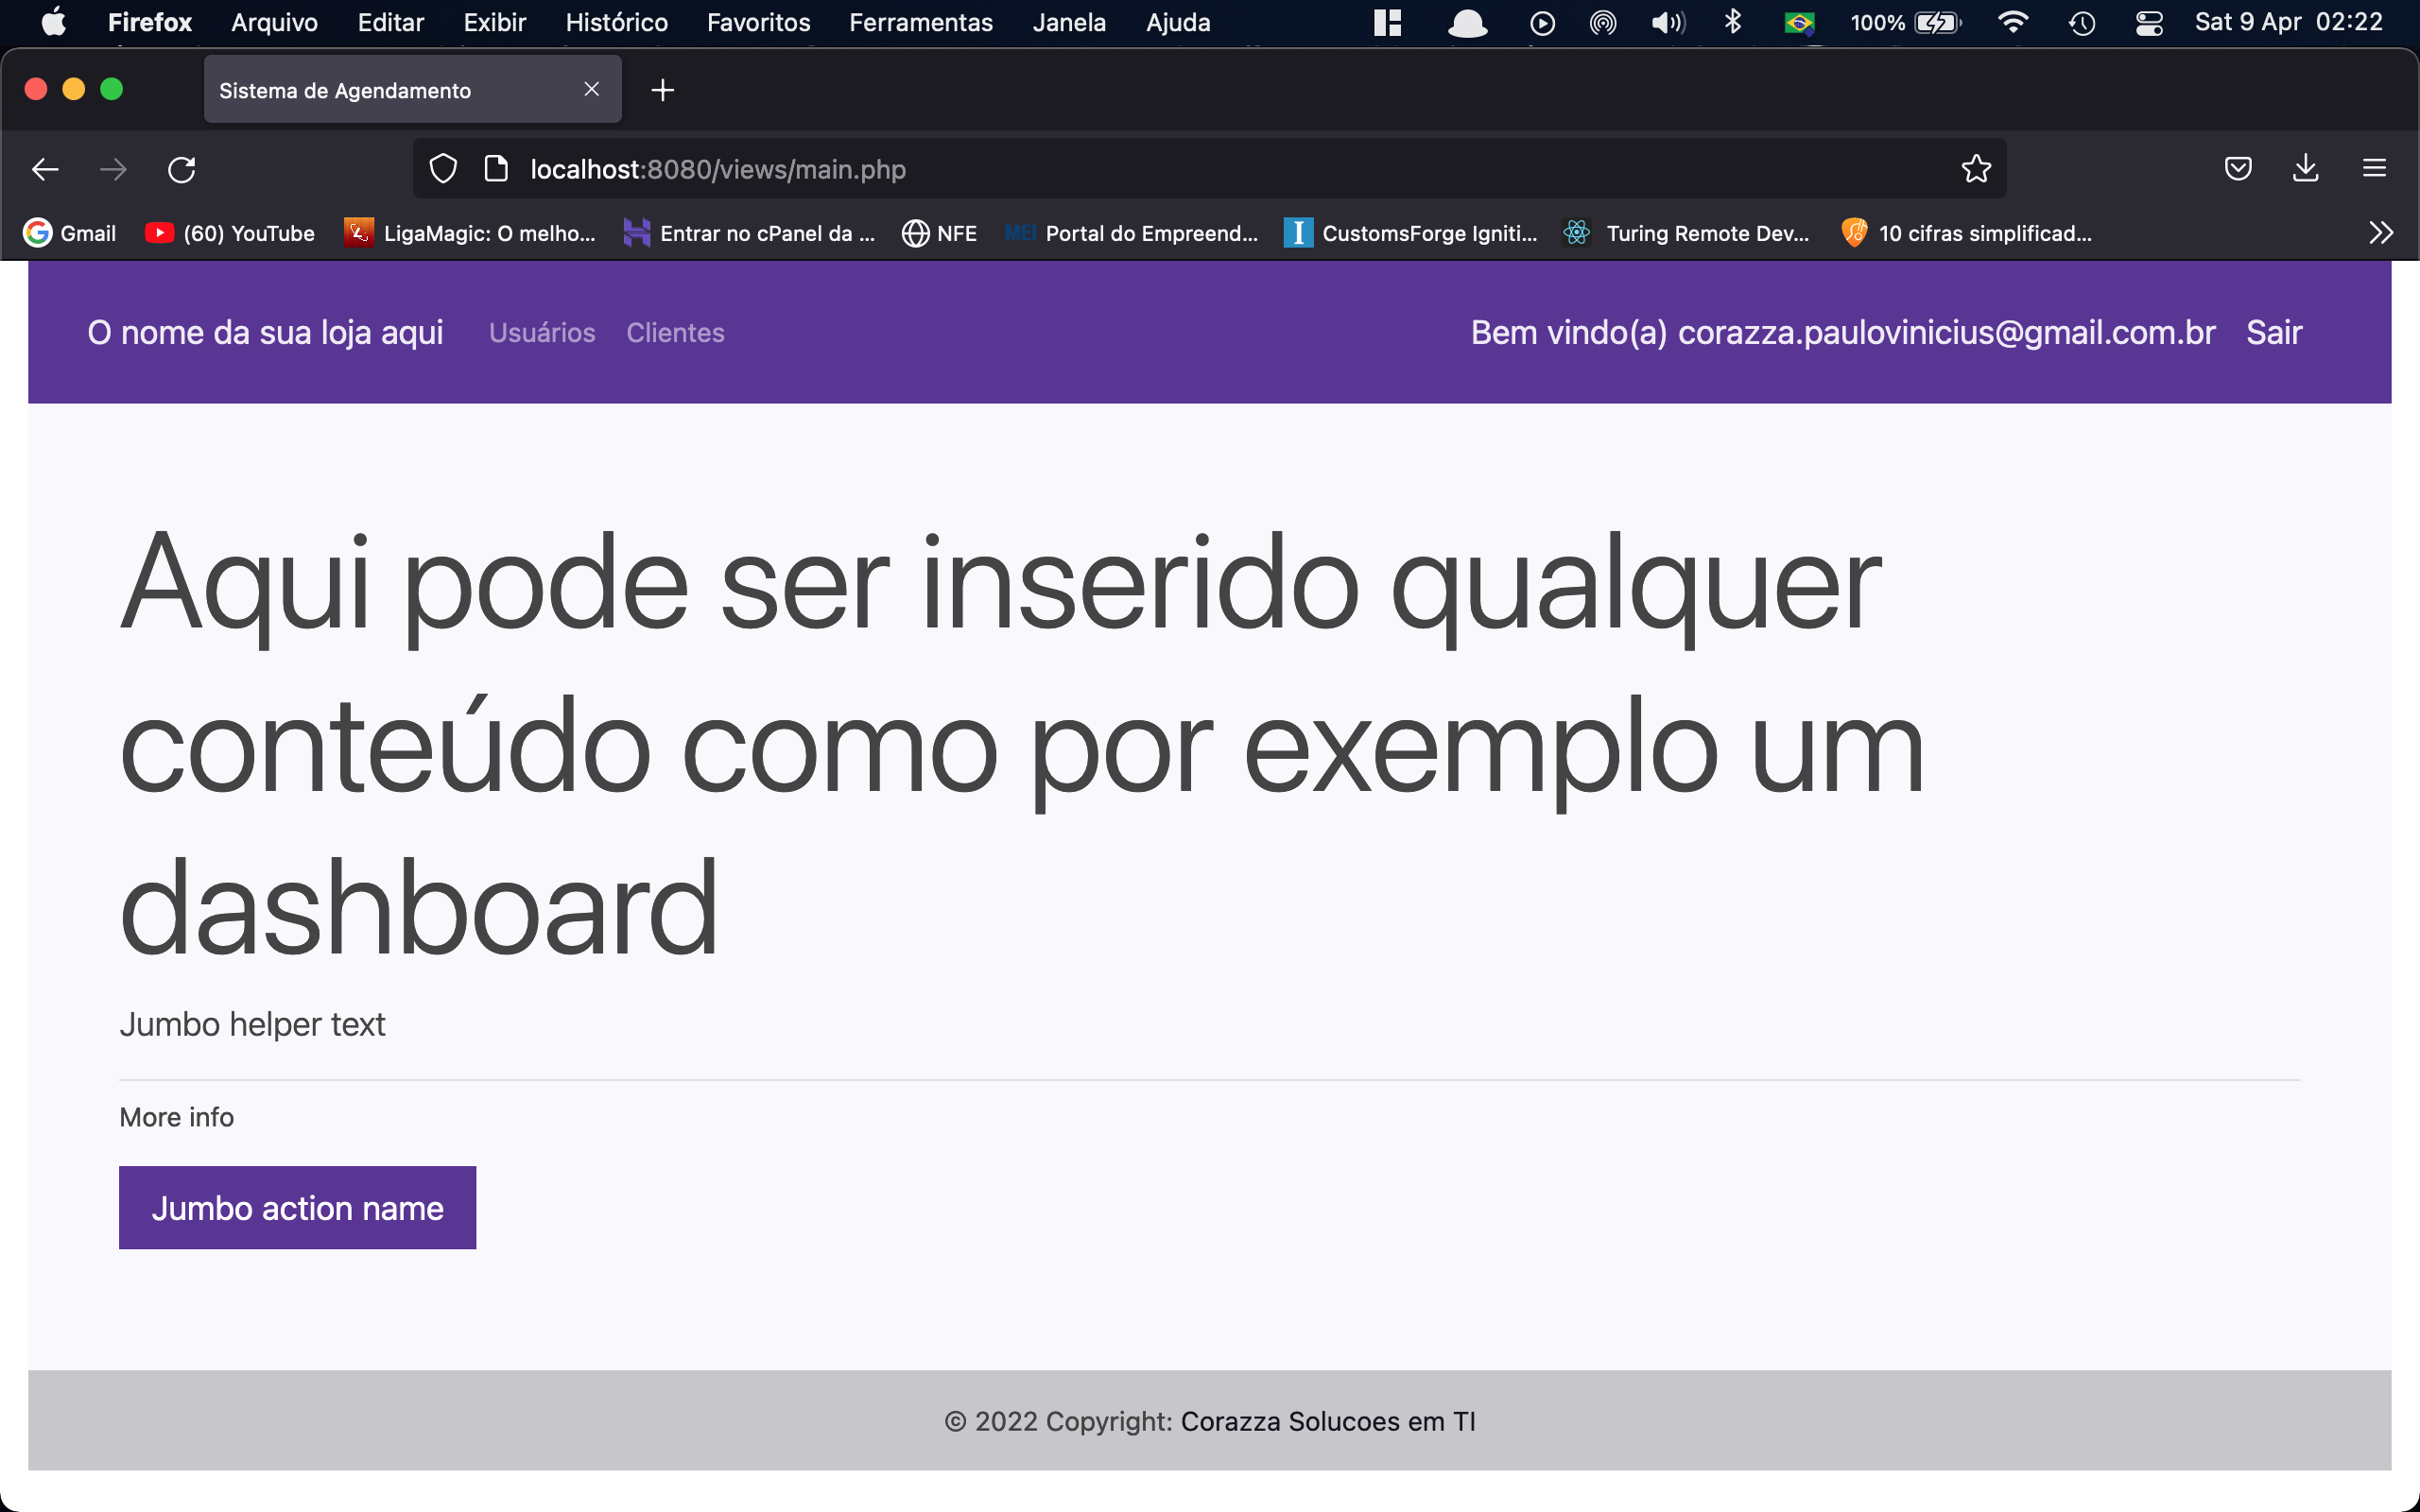 Firefox Arquivo Editar Exibir Histórico Favoritos Ferramentas Janela Ajuda 100% Sat 9 Apr 02:22
Sistema de Agendamento
localhost:8080/views/main.php
Gmail (60) YouTube LigaMagic: O melho... Entrar no cPanel da ... NFE MEI Portal do Empreend... I CustomsForge Igniti... Turing Remote Dev... 10 cifras simplificad...
O nome da sua loja aqui Usuários Clientes Bem vindo(a) corazza.paulovinicius@gmail.com.br Sair
Aqui pode ser inserido qualquer
conteúdo como por exemplo um
dashboard
Jumbo helper text
More info
Jumbo action name
© 2022 Copyright: Corazza Solucoes em TI